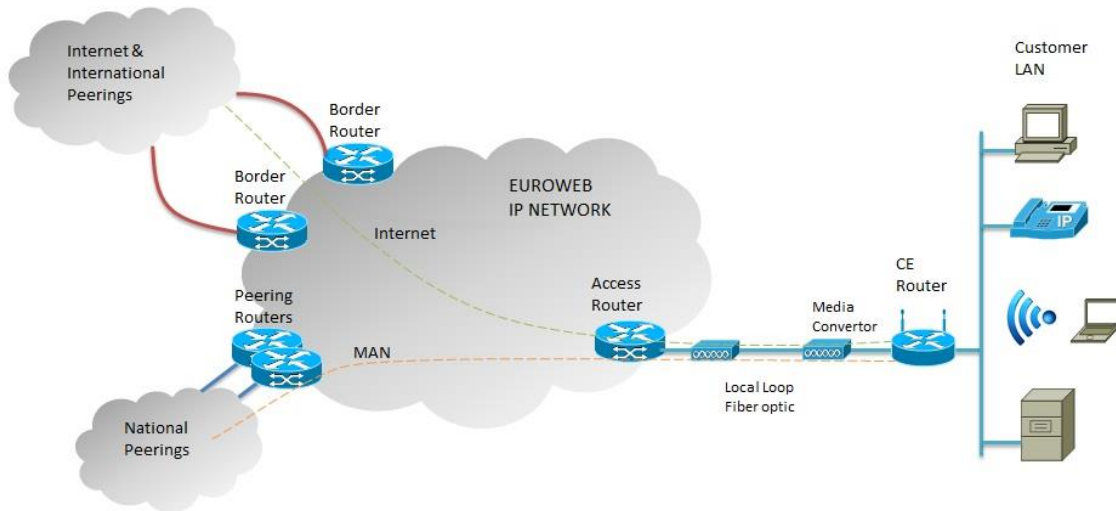 Internet &
International
Peerings
Border
Router
Border
Router
EUROWEB
IP NETWORK
Internet
Peering
Routers
MAN
National
Peerings
Access
Router
Media
Convertor
Local Loop
Fiber optic
CE
Router
Customer
LAN
IP